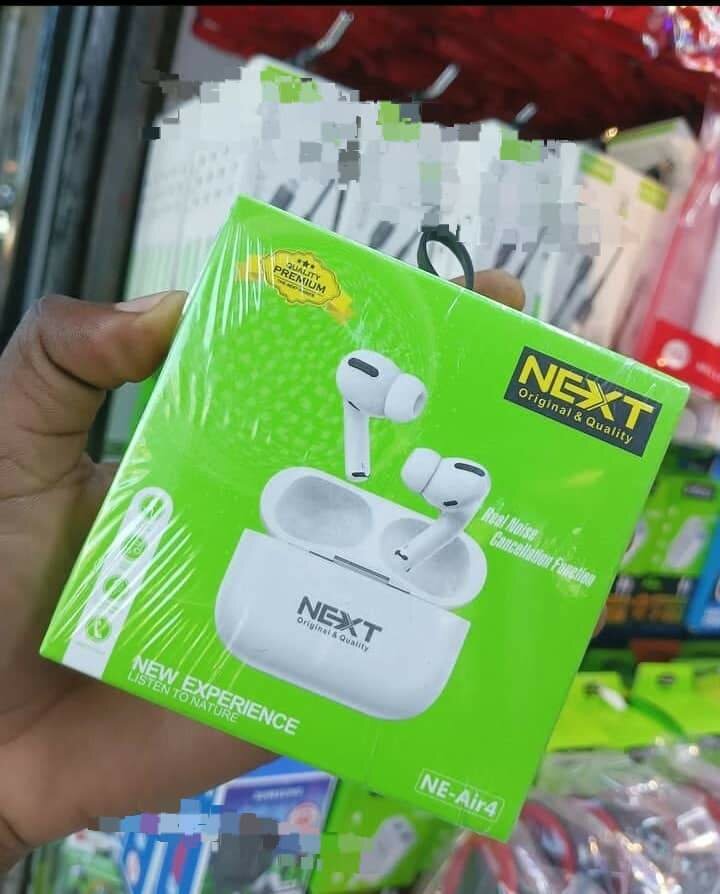 QUALITY
PREMIUM
NEXT
Original & Quality
Real Noise
Cancellation Function
NEXT
Original & Quality
NEW EXPERIENCE
LISTEN TO NATURE
NE-Air4
SAMSUNG